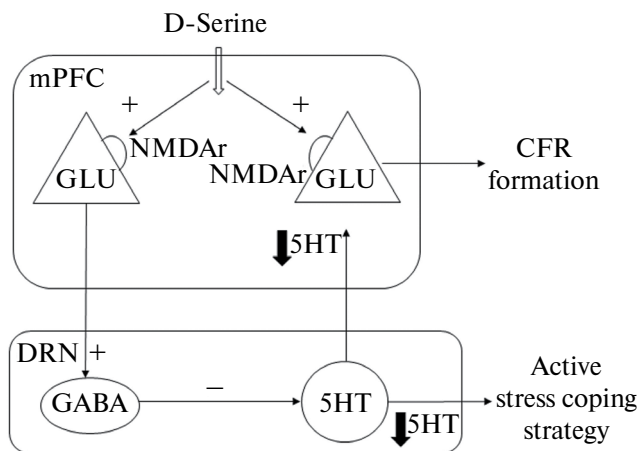 D-Serine
mPFC
+
+
NMDAr
NMDAr
GLU
GLU
CFR
formation
5HT
DRN
+
GABA
–
5HT
5HT
Active
stress coping
strategy